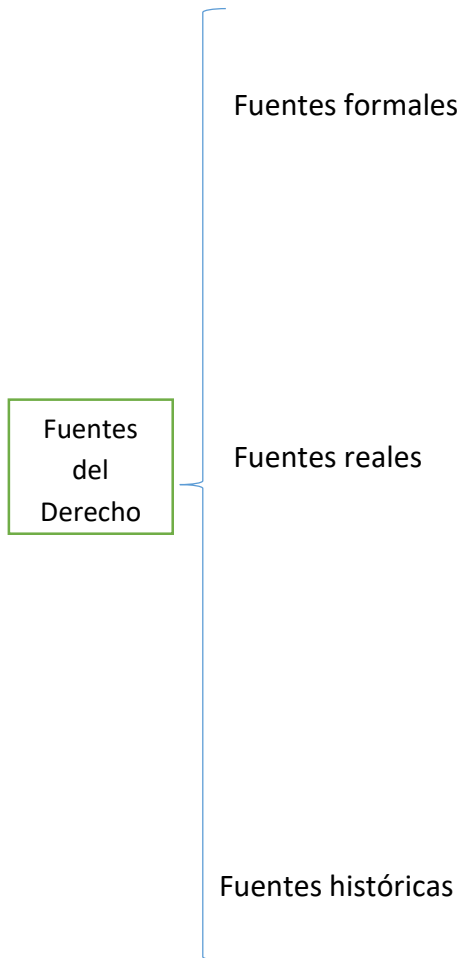 Fuentes formales
Fuentes
del
Derecho
Fuentes reales
Fuentes históricas